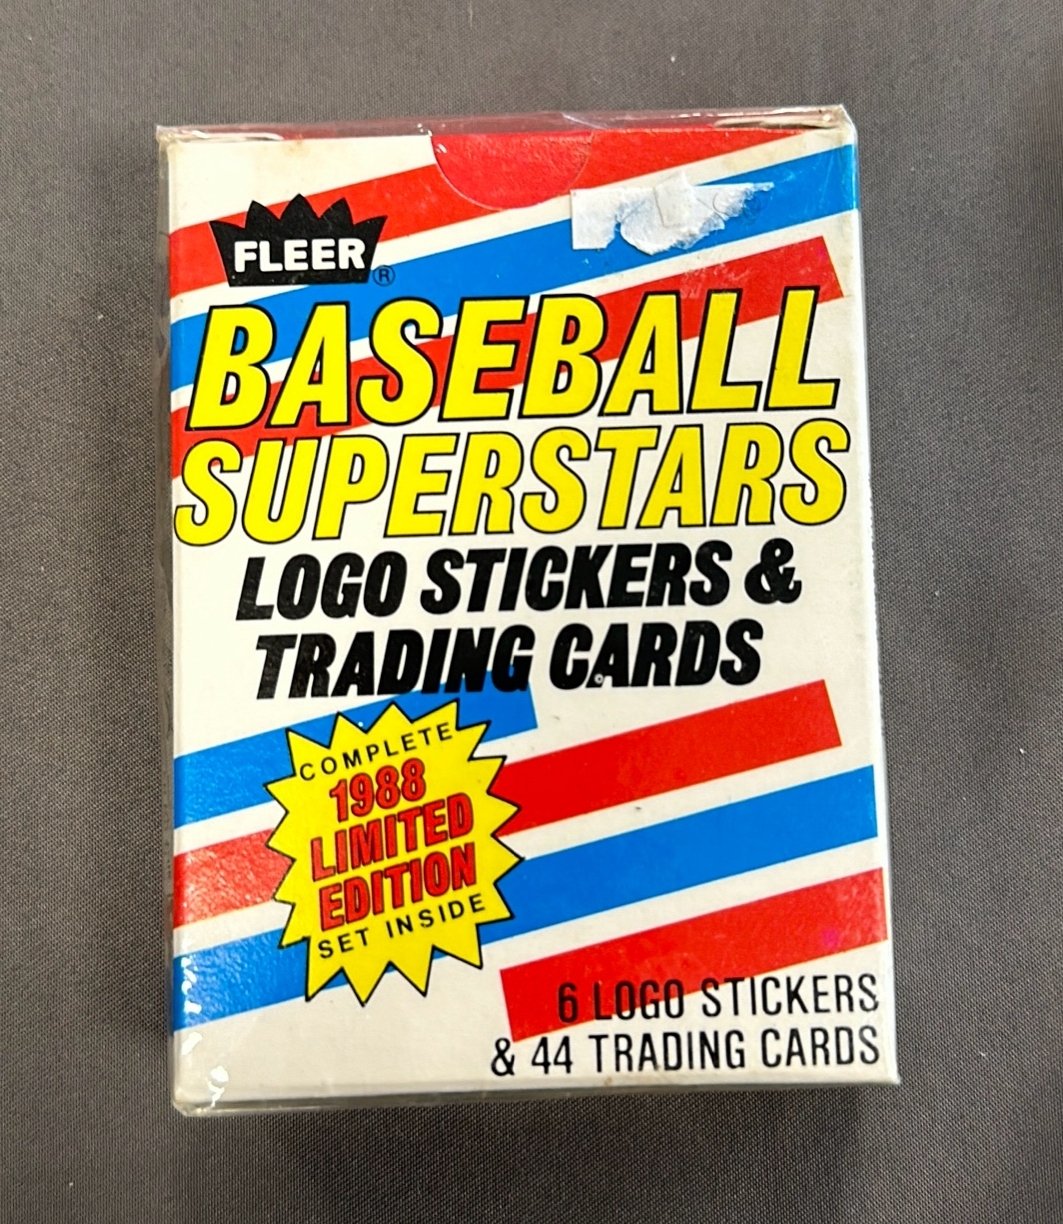 FLEER®
BASEBALL
SUPERSTARS
LOGO STICKERS &
TRADING CARDS
COMPLETE
1988
LIMITED
EDITION
SET INSIDE
6 LOGO STICKERS
& 44 TRADING CARDS